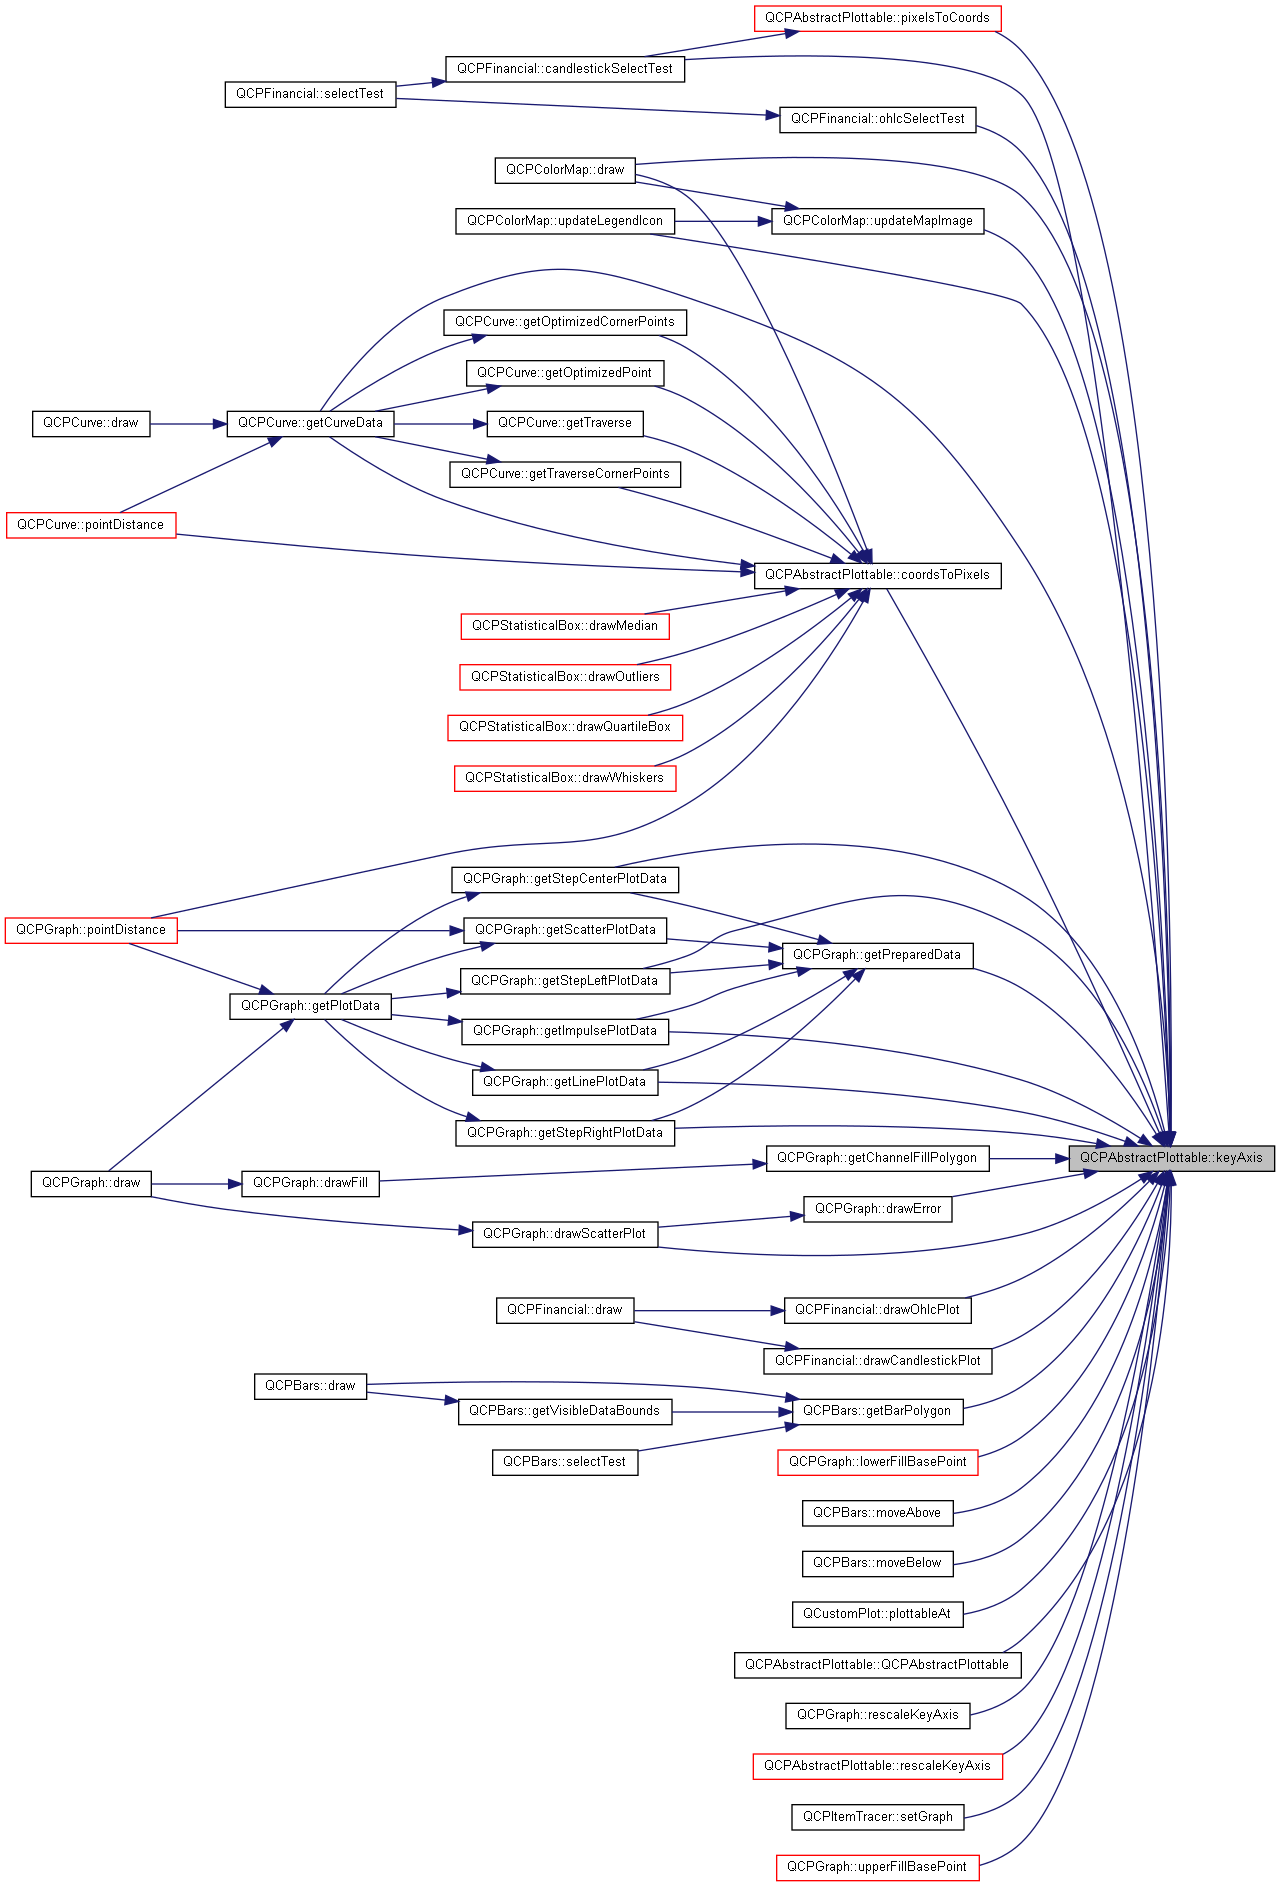 QCPAbstractPlottable::pixelsToCoords
QCPFinancial::candlestickSelectTest
QCPFinancial::selectTest
QCPFinancial::ohlcSelectTest
QCPColorMap::draw
QCPColorMap::updateLegendIcon
QCPColorMap::updateMapImage
QCPCurve::getOptimizedCornerPoints
QCPCurve::getOptimizedPoint
QCPCurve::draw
QCPCurve::getCurveData
QCPCurve::getTraverse
QCPCurve::getTraverseCornerPoints
QCPCurve::pointDistance
QCPAbstractPlottable::coordsToPixels
QCPStatisticalBox::drawMedian
QCPStatisticalBox::drawOutliers
QCPStatisticalBox::drawQuartileBox
QCPStatisticalBox::drawWhiskers
QCPGraph::getStepCenterPlotData
QCPGraph::pointDistance
QCPGraph::getScatterPlotData
QCPGraph::getPreparedData
QCPGraph::getStepLeftPlotData
QCPGraph::getPlotData
QCPGraph::getImpulsePlotData
QCPGraph::getLinePlotData
QCPGraph::getStepRightPlotData
QCPGraph::getChannelFillPolygon
QCPAbstractPlottable::keyAxis
QCPGraph::draw
QCPGraph::drawFill
QCPGraph::drawError
QCPGraph::drawScatterPlot
QCPFinancial::draw
QCPFinancial::drawOhlcPlot
QCPFinancial::drawCandlestickPlot
QCPBars::draw
QCPBars::getVisibleDataBounds
QCPBars::getBarPolygon
QCPBars::selectTest
QCPGraph::lowerFillBasePoint
QCPBars::moveAbove
QCPBars::moveBelow
QCustomPlot::plottableAt
QCPAbstractPlottable::QCPAbstractPlottable
QCPGraph::rescaleKeyAxis
QCPAbstractPlottable::rescaleKeyAxis
QCPItemTracer::setGraph
QCPGraph::upperFillBasePoint